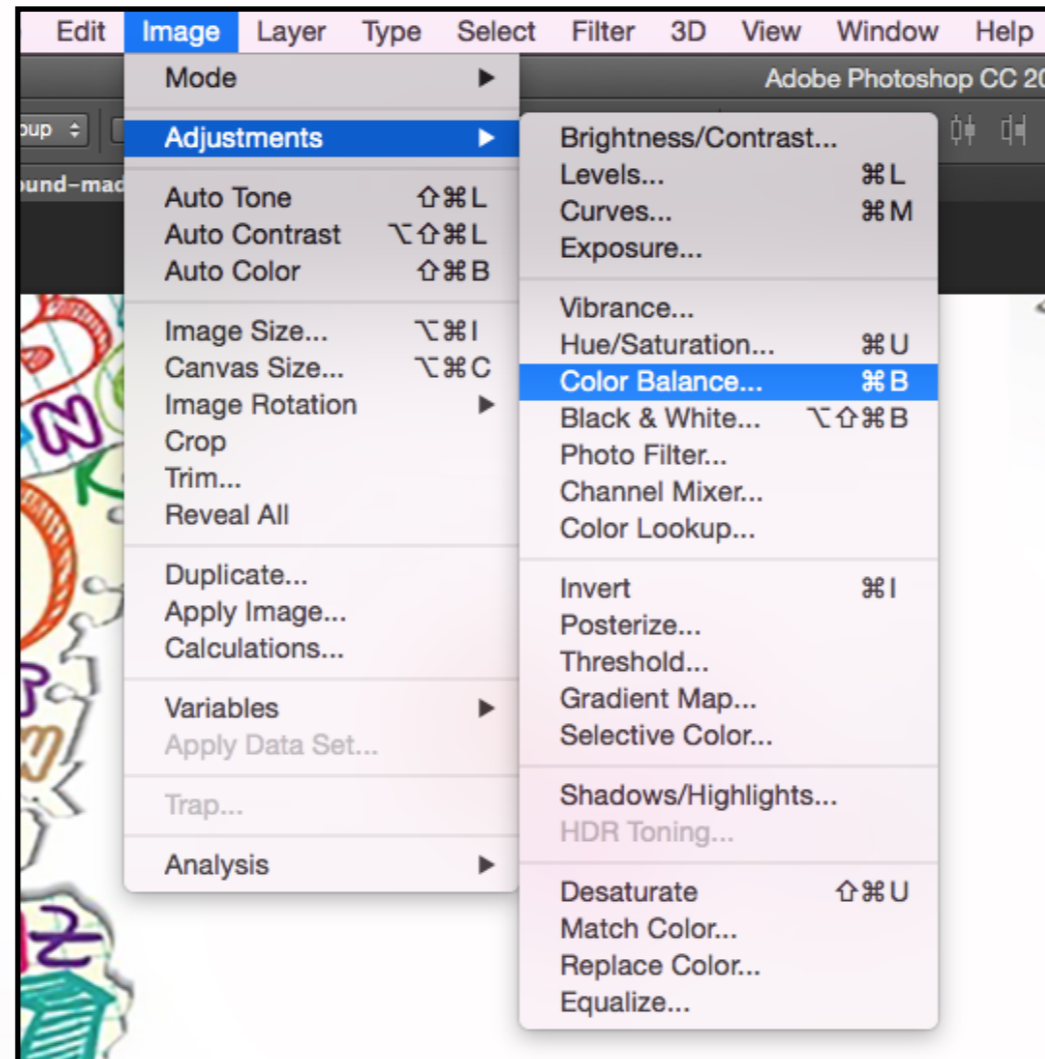 Edit Image Layer Type Select Filter 3D View Window Help
Adobe Photoshop CC 20
oup
ound-mad
Mode ▶
Adjustments ▶
Auto Tone ⇧⌘L
Auto Contrast ⌥⇧⌘L
Auto Color ⇧⌘B
Image Size... ⌥⌘I
Canvas Size... ⌥⌘C
Image Rotation ▶
Crop
Trim...
Reveal All
Duplicate...
Apply Image...
Calculations...
Variables ▶
Apply Data Set...
Trap...
Analysis ▶
Brightness/Contrast...
Levels... ⌘L
Curves... ⌘M
Exposure...
Vibrance...
Hue/Saturation... ⌘U
Color Balance... ⌘B
Black & White... ⌥⇧⌘B
Photo Filter...
Channel Mixer...
Color Lookup...
Invert ⌘I
Posterize...
Threshold...
Gradient Map...
Selective Color...
Shadows/Highlights...
HDR Toning...
Desaturate ⇧⌘U
Match Color...
Replace Color...
Equalize...